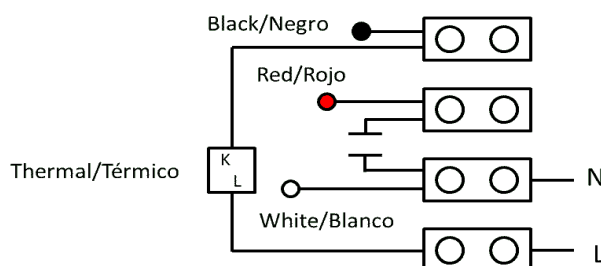 Black/Negro
Red/Rojo
K
Thermal/Térmico
L
N
White/Blanco
L